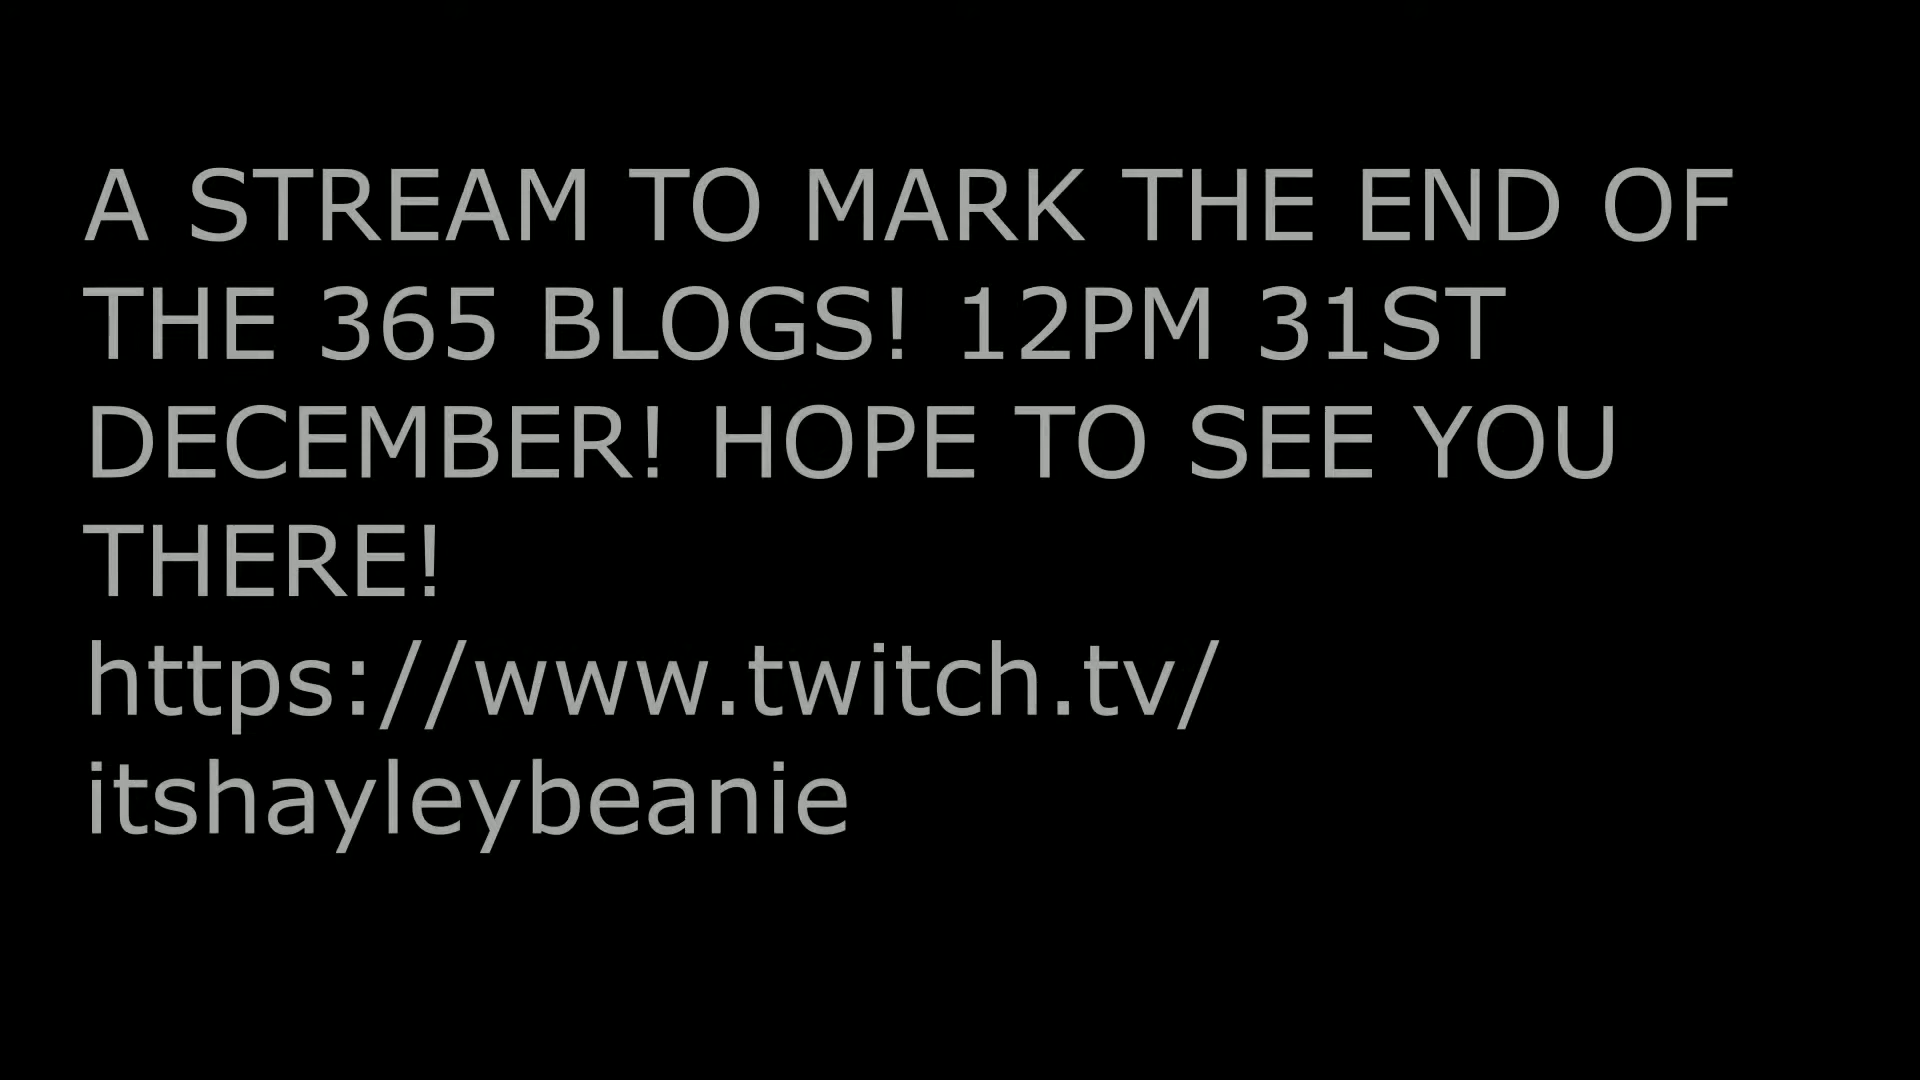 A STREAM TO MARK THE END OF
THE 365 BLOGS! 12PM 31ST
DECEMBER! HOPE TO SEE YOU
THERE!
https://www.twitch.tv/
itshayleybeanie